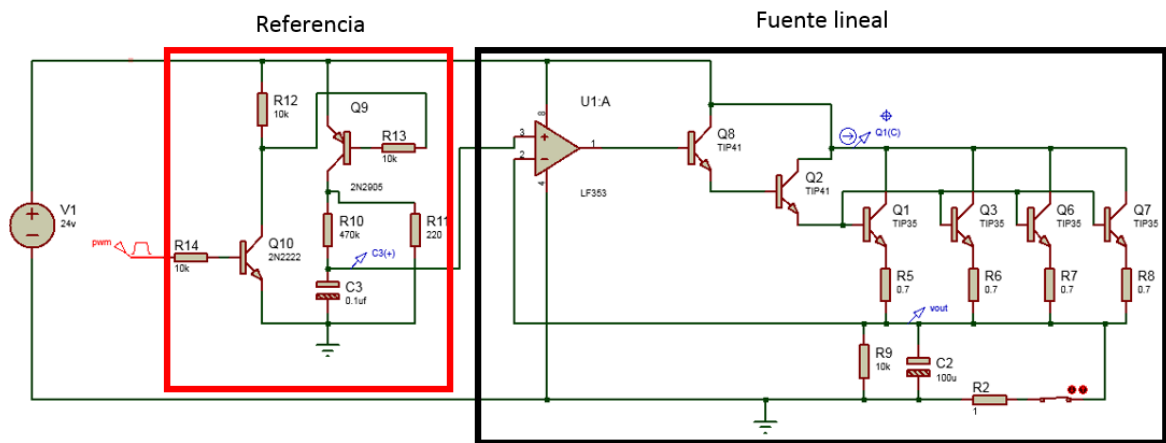 Referencia
Fuente lineal
V1
24v
pwm
R14
10k
R12
10k
Q10
2N2222
Q9
2N2905
R13
10k
R10
470k
R11
220
C3(+)
C3
0.1uf
U1:A
3
2
8
4
1
LF353
Q8
TIP41
Q2
TIP41
Q1(C)
Q1
TIP35
Q3
TIP35
Q6
TIP35
Q7
TIP35
R5
0.7
R6
0.7
R7
0.7
R8
0.7
vout
R9
10k
C2
100u
R2
1